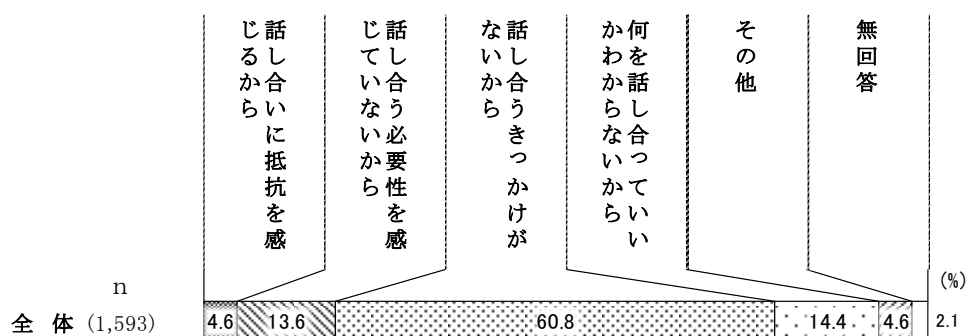 話し合いに抵抗を感
じるから
話し合う必要性を感
じていないから
話し合うきっかけが
ないから
何を話し合っていい
かわからないから
その他
無回答
n
(%)
全 体 (1,593)
4.6 13.6 60.8 14.4 4.6 2.1